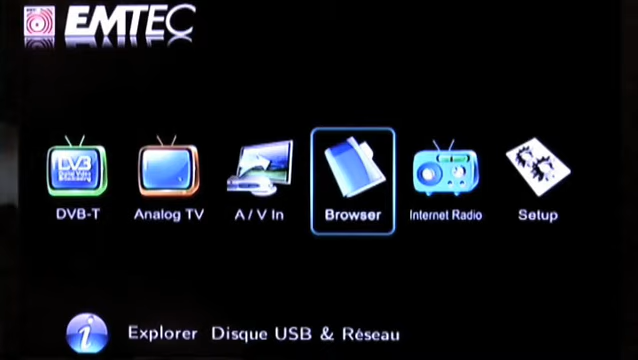 EMTEC
DVB-T
Analog TV
A / V In
Browser
Internet Radio
Setup
Explorer Disque USB & Réseau